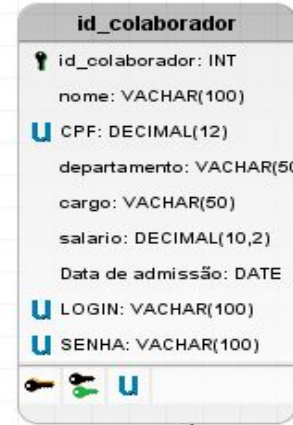 id_colaborador
id_colaborador: INT
nome: VACHAR(100)
U CPF: DECIMAL(12)
departamento: VACHAR(50
cargo: VACHAR(50)
salario: DECIMAL(10,2)
Data de admissão: DATE
U LOGIN: VACHAR(100)
U SENHA: VACHAR(100)
U